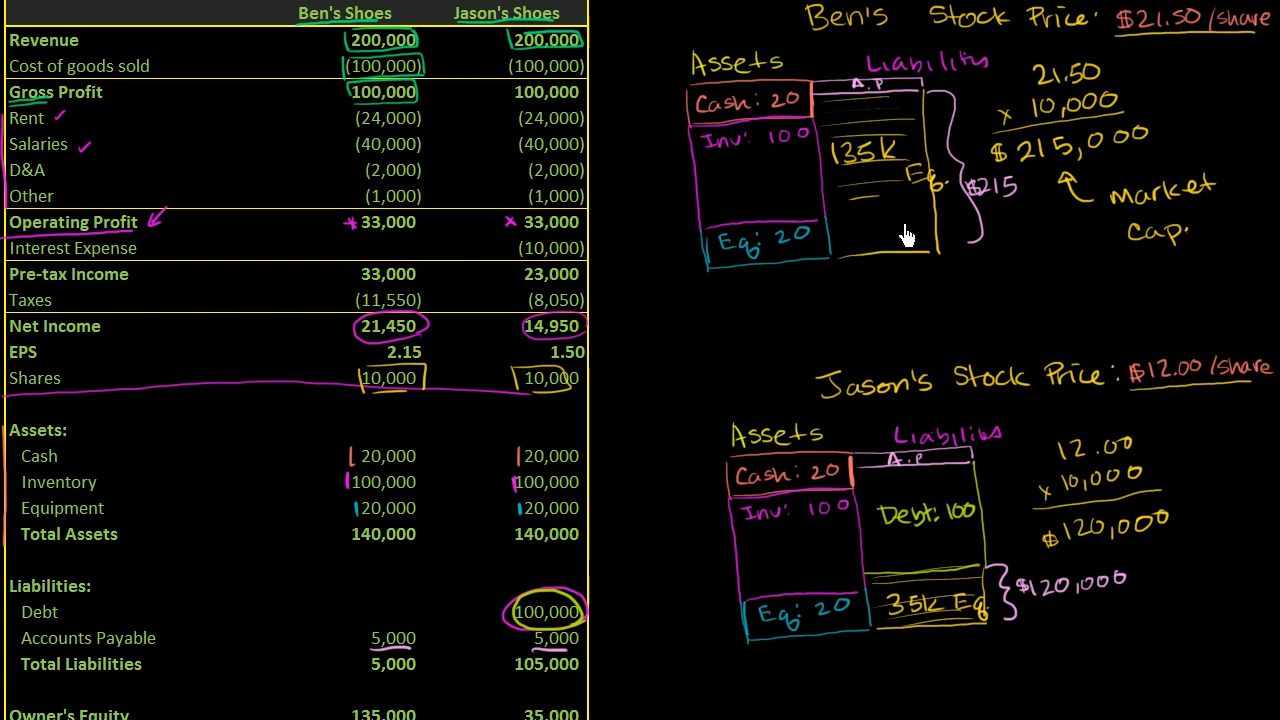 Ben's Shoes Jason's Shoes
Revenue 200,000 200,000
Cost of goods sold (100,000) (100,000)
Gross Profit 100,000 100,000
Rent (24,000) (24,000)
Salaries (40,000) (40,000)
D&A (2,000) (2,000)
Other (1,000) (1,000)
Operating Profit 33,000 33,000
Interest Expense (10,000)
Pre-tax Income 33,000 23,000
Taxes (11,550) (8,050)
Net Income 21,450 14,950
EPS 2.15 1.50
Shares 10,000 10,000
Assets:
Cash 20,000 20,000
Inventory 100,000 100,000
Equipment 20,000 20,000
Total Assets 140,000 140,000
Liabilities:
Debt 100,000
Accounts Payable 5,000 5,000
Total Liabilities 5,000 105,000
Owner's Equity 135,000 35,000
Ben's Stock Price: $21.50/share
Assets Liabilitis
A.P
Cash: 20
Inv: 100
135k
Eq.
Eq: 20
$215
21.50
x 10,000
$215,000
market
cap.
Jason's Stock Price: $12.00/share
Assets Liabilitis
A.P
Cash: 20
Inv: 100
Debt: 100
Eq: 20
35k Eq.
$120,000
12.00
x 10,000
$120,000